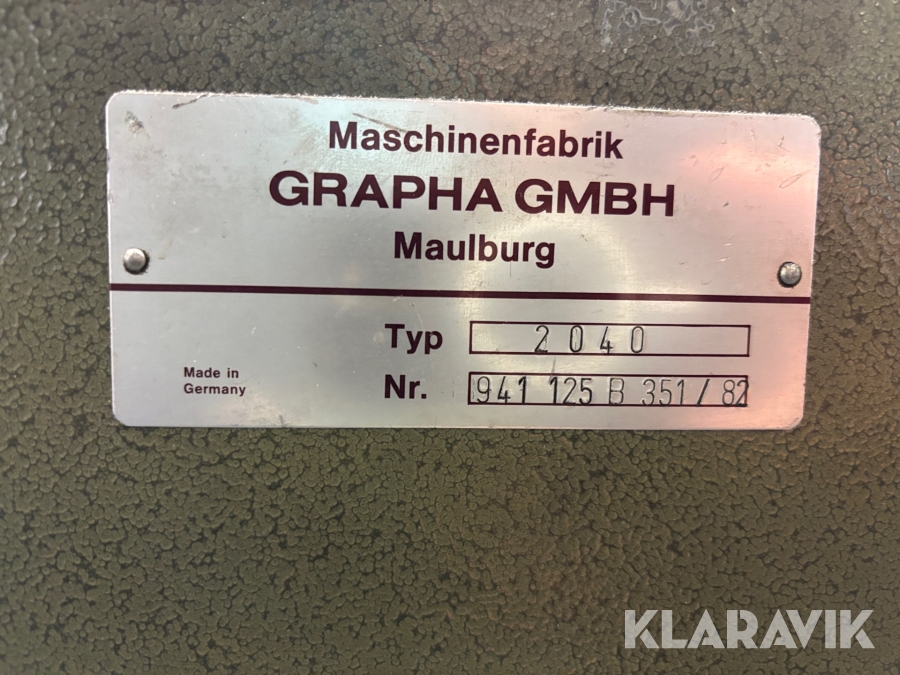 Maschinenfabrik
GRAPHA GMBH
Maulburg
Typ 2040
Made in
Germany
Nr. 941 125 B 351/82
KLARAVIK